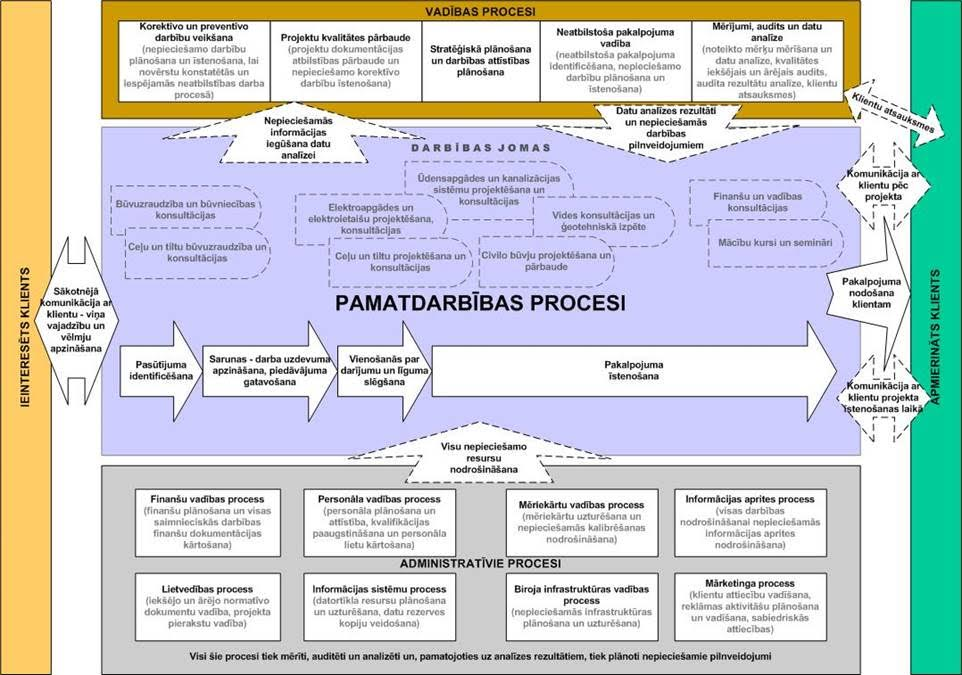 VADĪBAS PROCESI
Korektīvo un preventīvo
darbību veikšana
(nepieciešamo darbību
plānošana un īstenošana, lai
novērstu konstatētās un
iespējamās neatbilstības darba
procesā)
Projektu kvalitātes pārbaude
(projektu dokumentācijas
atbilstības pārbaude un
nepieciešamo korektīvo
darbību īstenošana)
Stratēģiskā plānošana
un darbības attīstības
plānošana
Neatbilstoša pakalpojuma
vadība
(neatbilstoša pakalpojuma
identificēšana, nepieciešamo
darbību plānošana un
īstenošana)
Mērījumi, audits un datu
analīze
(noteikto mērķu mērīšana un
datu analīze, kvalitātes
iekšējais un ārējais audits,
audita rezultātu analīze, klientu
atsauksmes)
Klientu atsauksmes
Nepieciešamās
informācijas
iegūšana datu
analīzei
Datu analīzes rezultāti
un nepieciešamās
darbības
pilnveidojumiem
DARBĪBAS JOMAS
Būvuzraudzība un būvniecības
konsultācijas
Ceļu un tiltu būvuzraudzība un
konsultācijas
Elektroapgādes un
elektroietaišu projektēšana,
konsultācijas
Ūdensapgādes un kanalizācijas
sistēmu projektēšana un
konsultācijas
Ceļu un tiltu projektēšana un
konsultācijas
Vides konsultācijas un
ģeotehniskā izpēte
Civilo būvju projektēšana un
pārbaude
Finanšu un vadības
konsultācijas
Mācību kursi un semināri
Komunikācija ar
klientu pēc
projekta
IEINTERESĒTS KLIENTS
Sākotnējā
komunikācija ar
klientu - viņa
vajadzību un
vēlmju
apzināšana
PAMATDARBĪBAS PROCESI
Pasūtījuma
identificēšana
Sarunas - darba uzdevuma
apzināšana, piedāvājuma
gatavošana
Vienošanās par
darījumu un līguma
slēgšana
Pakalpojuma
īstenošana
Pakalpojuma
nodošana
klientam
Komunikācija ar
klientu projekta
īstenošanas laikā
APMIERINĀTS KLIENTS
Visu nepieciešamo
resursu
nodrošināšana
Finanšu vadības process
(finanšu plānošana un visas
saimnieciskās darbības
finanšu dokumentācijas
kārtošana)
Personāla vadības process
(personāla plānošana un
attīstība, kvalifikācijas
paaugstināšana un personāla
lietu kārtošana)
Mēriekārtu vadības process
(mēriekārtu uzturēšana un
nepieciešamās kalibrēšanas
nodrošināšana)
Informācijas aprites process
(visas darbības
nodrošināšanai nepieciešamās
informācijas aprites
nodrošināšana)
ADMINISTRATĪVIE PROCESI
Lietvedības process
(iekšējo un ārējo normatīvo
dokumentu vadība, projekta
pierakstu vadība)
Informācijas sistēmu process
(datortīkla resursu plānošana
un uzturēšana, datu rezerves
kopiju veidošana)
Biroja infrastruktūras vadības
process
(nepieciešamās infrastruktūras
plānošana un uzturēšana)
Mārketinga process
(klientu attiecību vadīšana,
reklāmas aktivitāšu plānošana
un vadīšana, sabiedriskās
attiecības)
Visi šie procesi tiek mērīti, auditēti un analizēti un, pamatojoties uz analīzes rezultātiem, tiek plānoti nepieciešamie pilnveidojumi